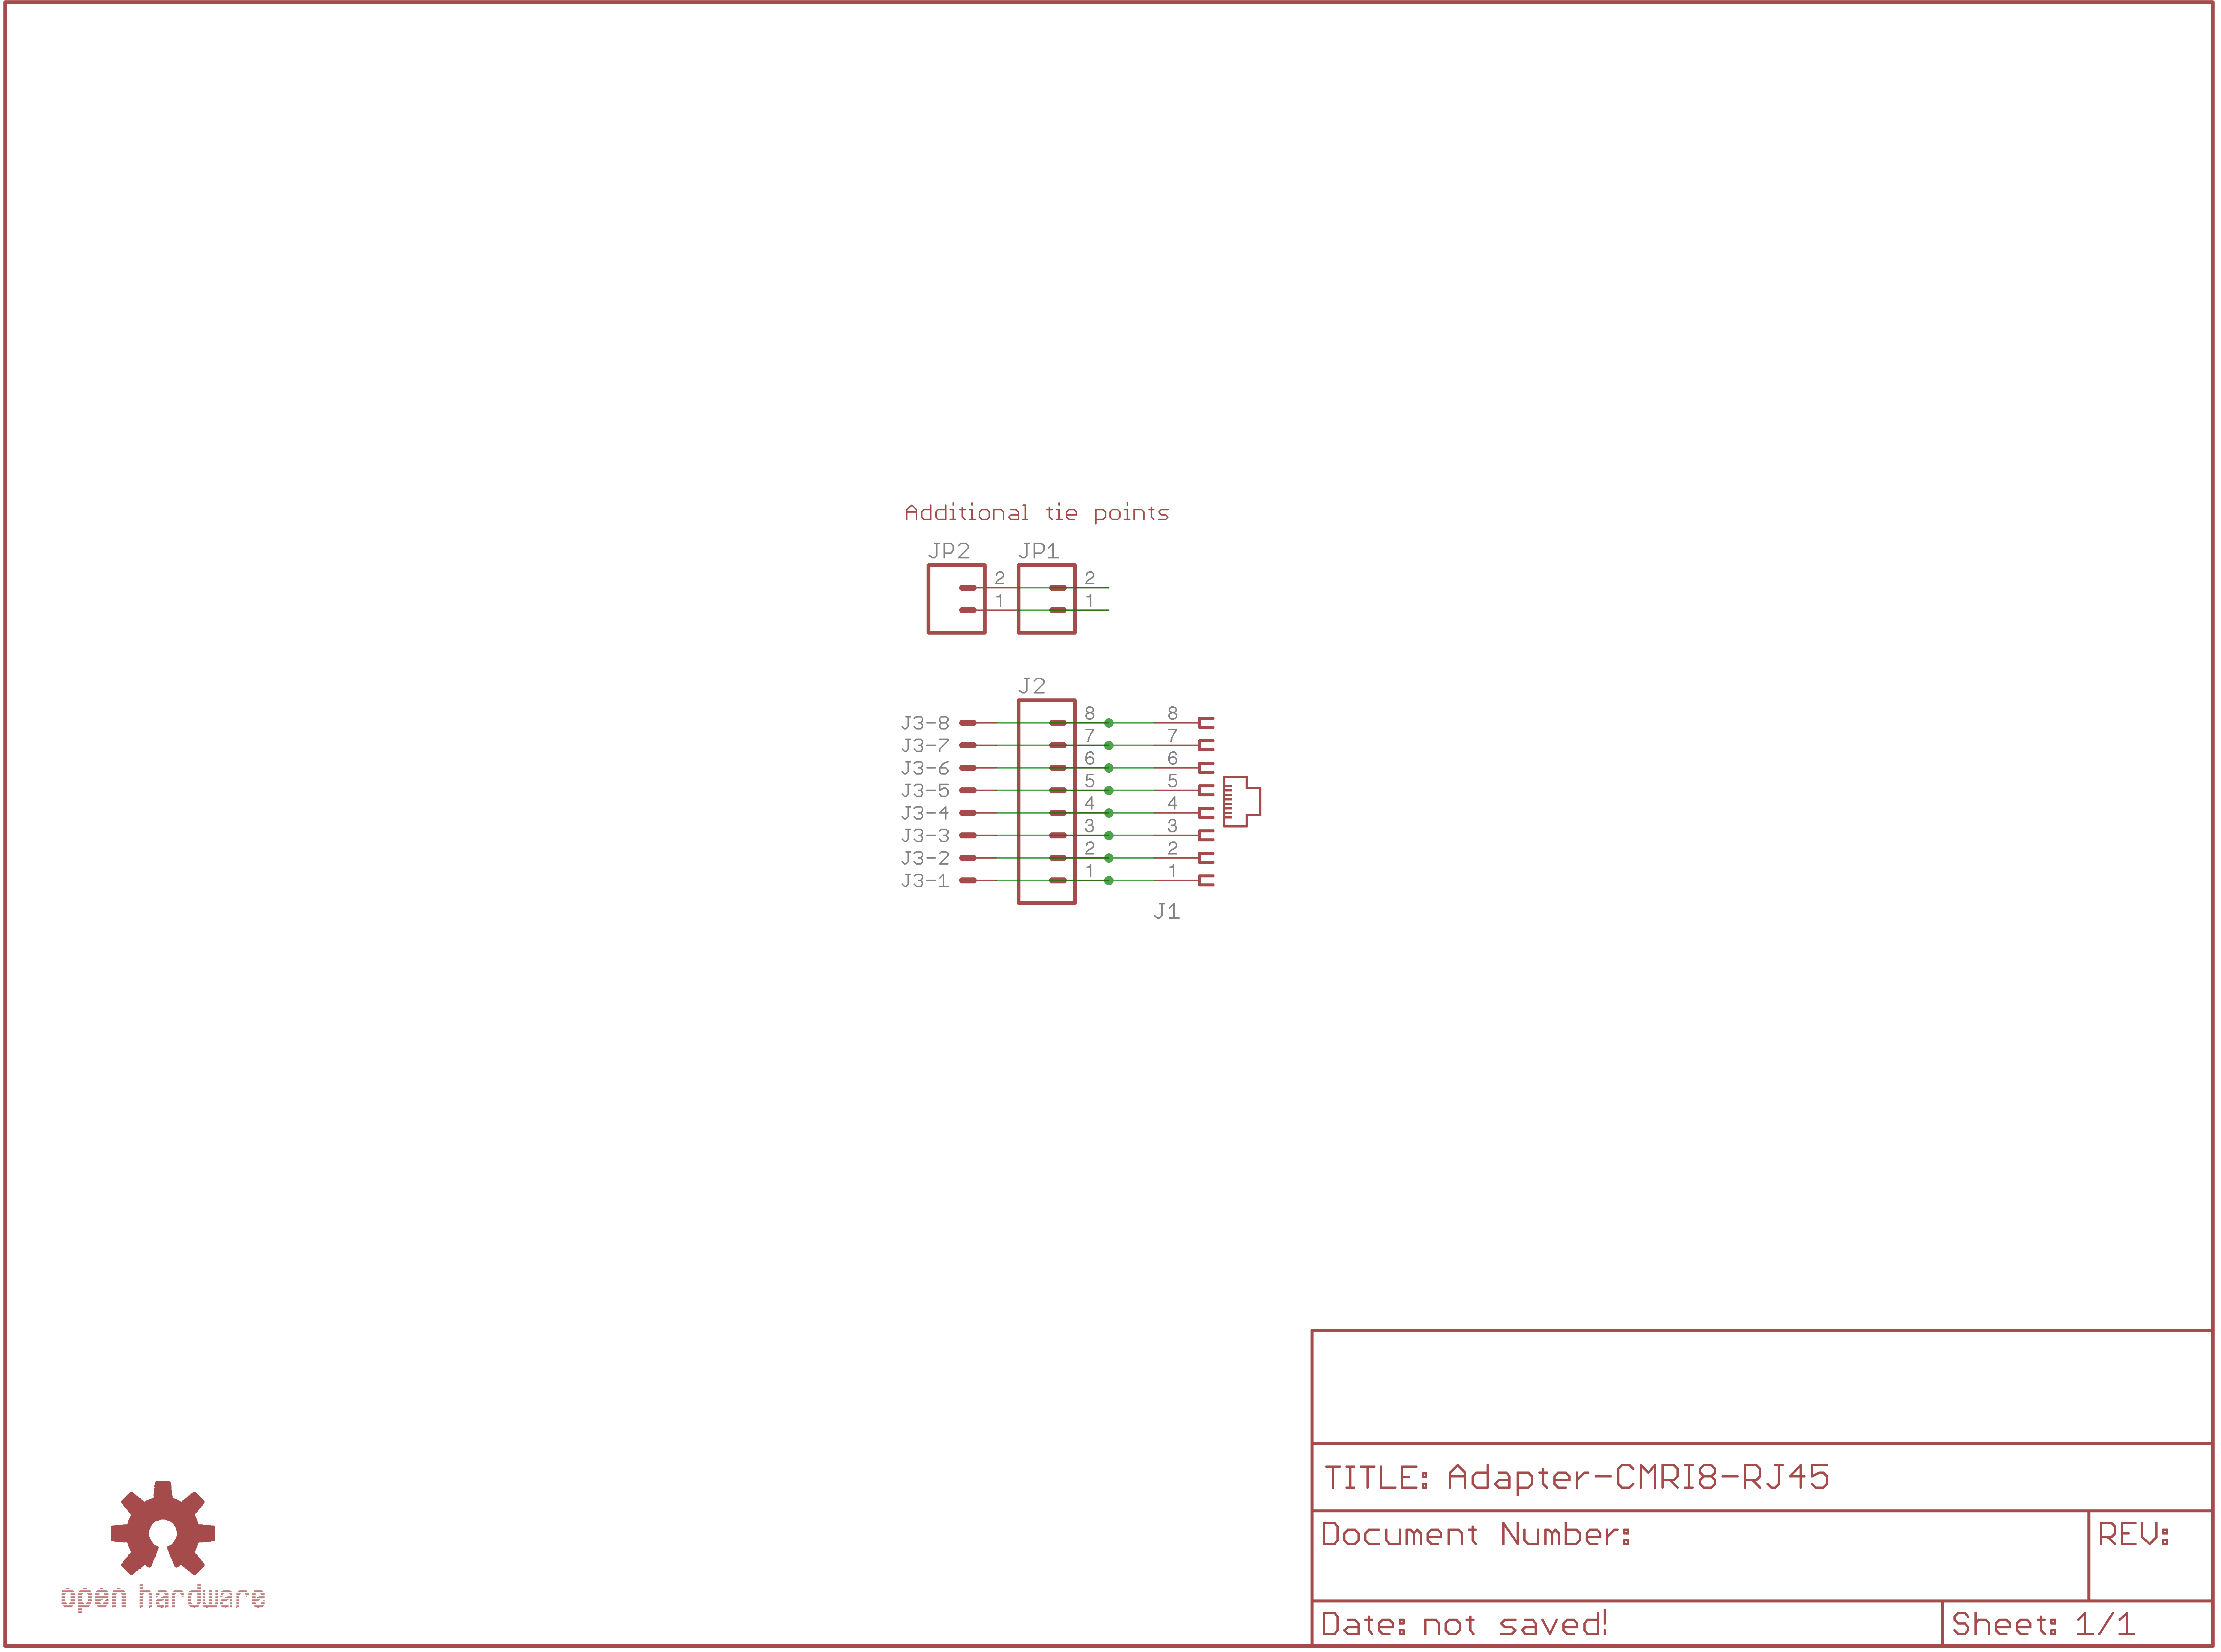 Additional tie points
JP2 JP1
2 2
1 1
J2
J3-8 8 8
J3-7 7 7
J3-6 6 6
J3-5 5 5
J3-4 4 4
J3-3 3 3
J3-2 2 2
J3-1 1 1
J1
TITLE: Adapter-CMRI8-RJ45
Document Number:
REV:
Date: not saved!
Sheet: 1/1
open hardware